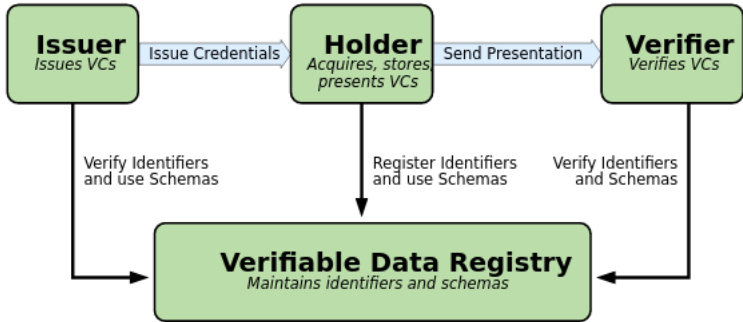 Issuer
Issues VCs
Issue Credentials
Holder
Acquires, stores,
presents VCs
Send Presentation
Verifier
Verifies VCs
Verify Identifiers
and use Schemas
Register Identifiers
and use Schemas
Verify Identifiers
and Schemas
Verifiable Data Registry
Maintains identifiers and schemas